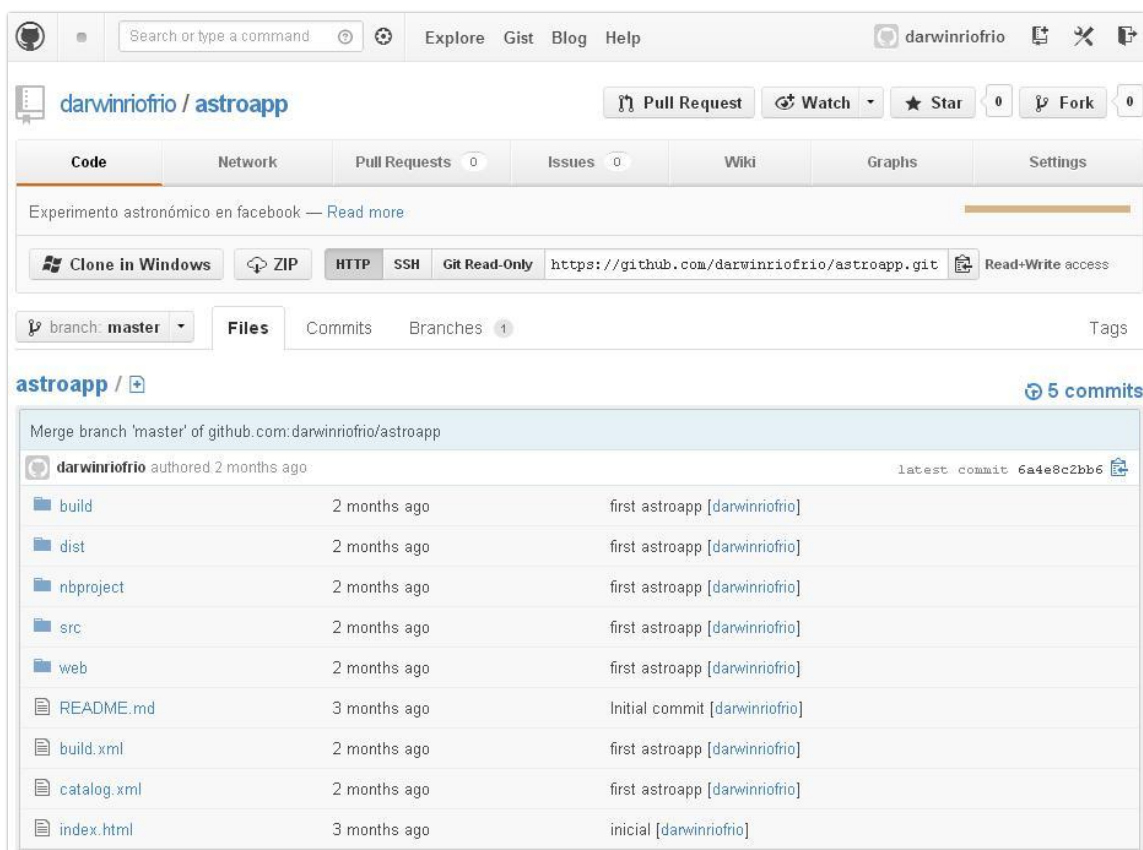 Search or type a command Explore Gist Blog Help darwinriofrio
darwinriofrio / astroapp Pull Request Watch Star 0 Fork 0
Code Network Pull Requests 0 Issues 0 Wiki Graphs Settings
Experimento astronómico en facebook — Read more
Clone in Windows ZIP HTTP SSH Git Read-Only https://github.com/darwinriofrio/astroapp.git Read+Write access
branch: master Files Commits Branches 1 Tags
astroapp / 5 commits
Merge branch 'master' of github.com:darwinriofrio/astroapp
darwinriofrio authored 2 months ago latest commit 6a4e8c2bb6
build 2 months ago first astroapp [darwinriofrio]
dist 2 months ago first astroapp [darwinriofrio]
nbproject 2 months ago first astroapp [darwinriofrio]
src 2 months ago first astroapp [darwinriofrio]
web 2 months ago first astroapp [darwinriofrio]
README.md 3 months ago Initial commit [darwinriofrio]
build.xml 2 months ago first astroapp [darwinriofrio]
catalog.xml 2 months ago first astroapp [darwinriofrio]
index.html 3 months ago inicial [darwinriofrio]